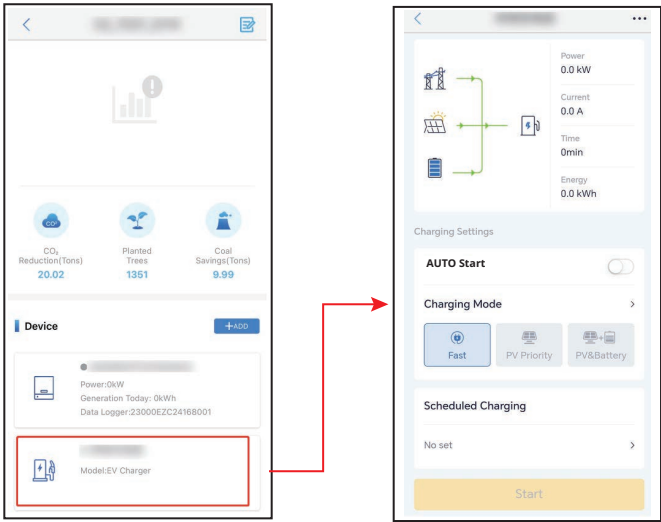 CO₂
Reduction(Tons)
20.02
Planted
Trees
1351
Coal
Savings(Tons)
9.99
Device
+ADD
Power:0kW
Generation Today: 0kWh
Data Logger:23000EZC24168001
Model:EV Charger
Power
0.0 kW
Current
0.0 A
Time
0min
Energy
0.0 kWh
Charging Settings
AUTO Start
Charging Mode
Fast
PV Priority
PV&Battery
Scheduled Charging
No set
Start